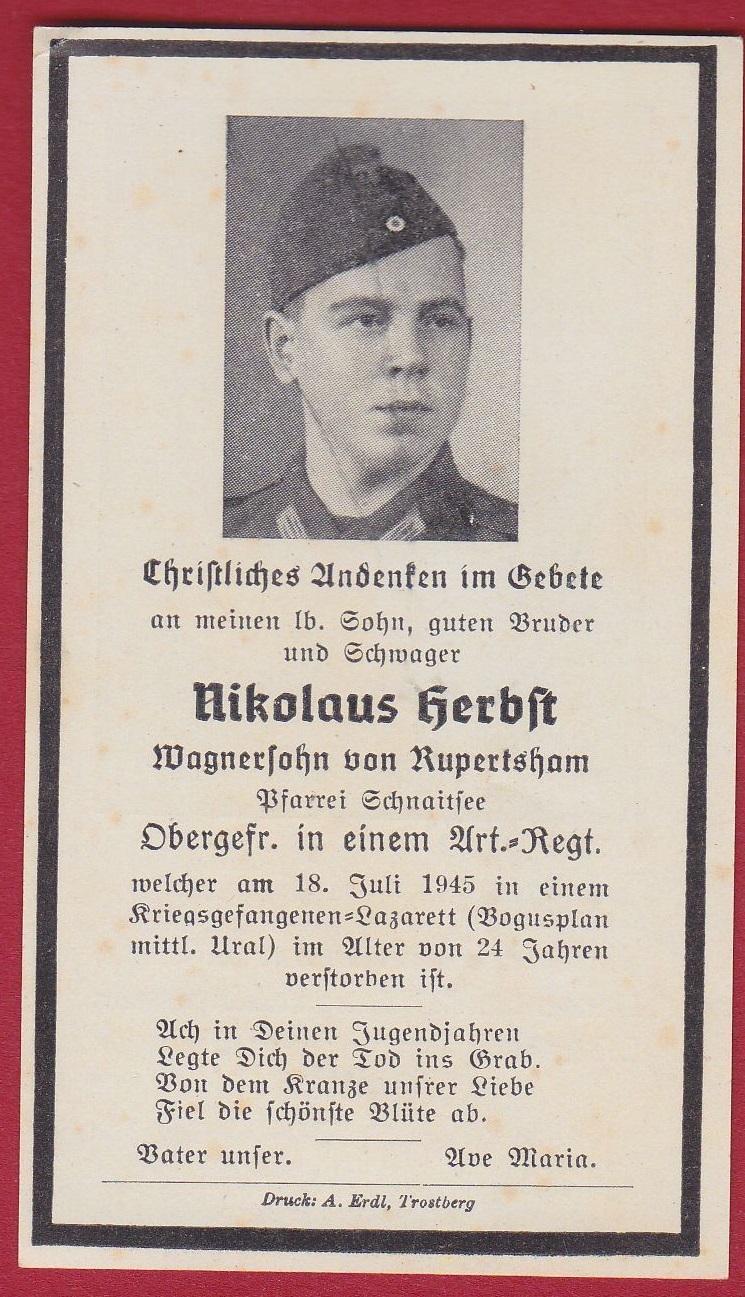 Christliches Andenken im Gebete
an meinen lb. Sohn, guten Bruder
und Schwager
Nikolaus Herbst
Wagnersohn von Rupertsham
Pfarrei Schnaitsee
Obergefr. in einem Art.-Regt.
welcher am 18. Juli 1945 in einem
Kriegsgefangenen-Lazarett (Bogusplan
mittl. Ural) im Alter von 24 Jahren
verstorben ist.
Ach in Deinen Jugendjahren
Legte Dich der Tod ins Grab.
Von dem Kranze unsrer Liebe
Fiel die schönste Blüte ab.
Vater unser. Ave Maria.
Druck: A. Erdl, Trostberg